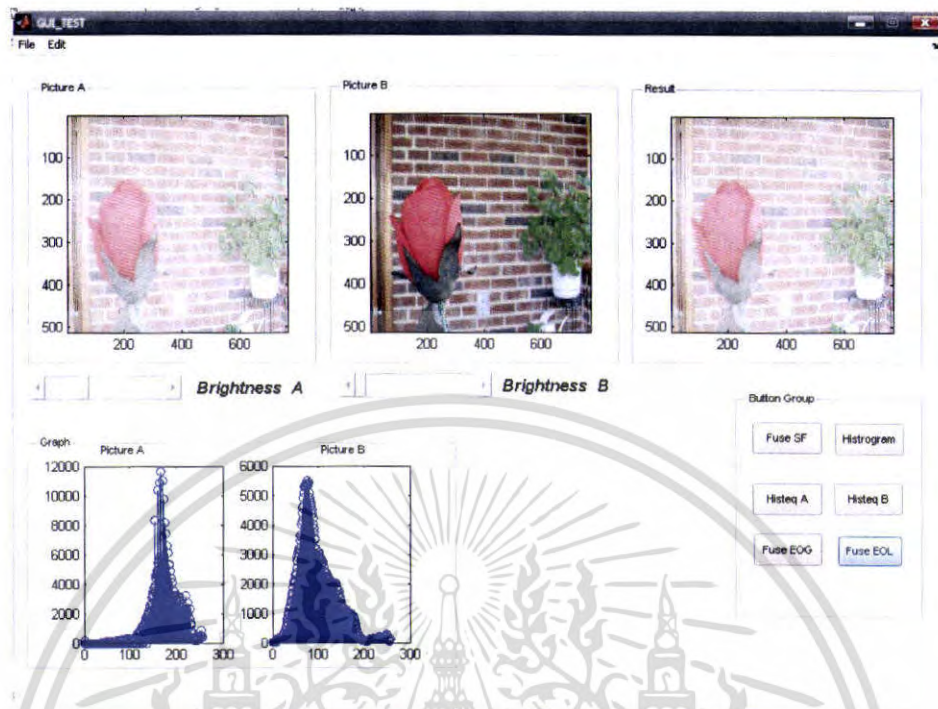 GUI_TEST
File Edit
Picture A
Picture B
Result
100
200
300
400
500
200 400 600
100
200
300
400
500
200 400 600
100
200
300
400
500
200 400 600
Brightness A
Brightness B
Button Group
Fuse SF
Histrogram
Histeq A
Histeq B
Fuse EOG
Fuse EOL
Graph
Picture A
12000
10000
8000
6000
4000
2000
0
0 100 200 300
Picture B
6000
5000
4000
3000
2000
1000
0
0 100 200 300